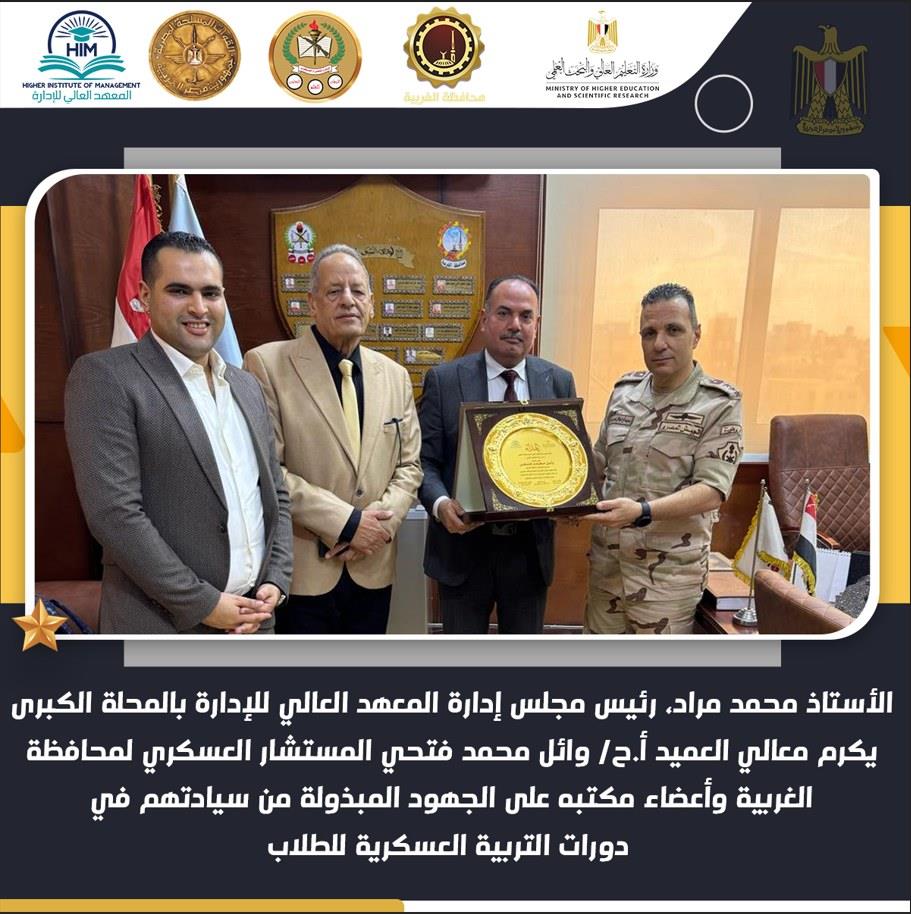 HIM
HIGHER INSTITUTE OF MANAGEMENT
المعهد العالي للإدارة
محافظة الغربية
وزارة التعليم العالي والبحث العلمي
MINISTRY OF HIGHER EDUCATION
AND SCIENTIFIC RESEARCH
الأستاذ محمد مراد، رئيس مجلس إدارة المعهد العالي للإدارة بالمحلة الكبرى
يكرم معالي العميد أ.ح/ وائل محمد فتحي المستشار العسكري لمحافظة
الغربية وأعضاء مكتبه على الجهود المبذولة من سيادتهم في
دورات التربية العسكرية للطلاب